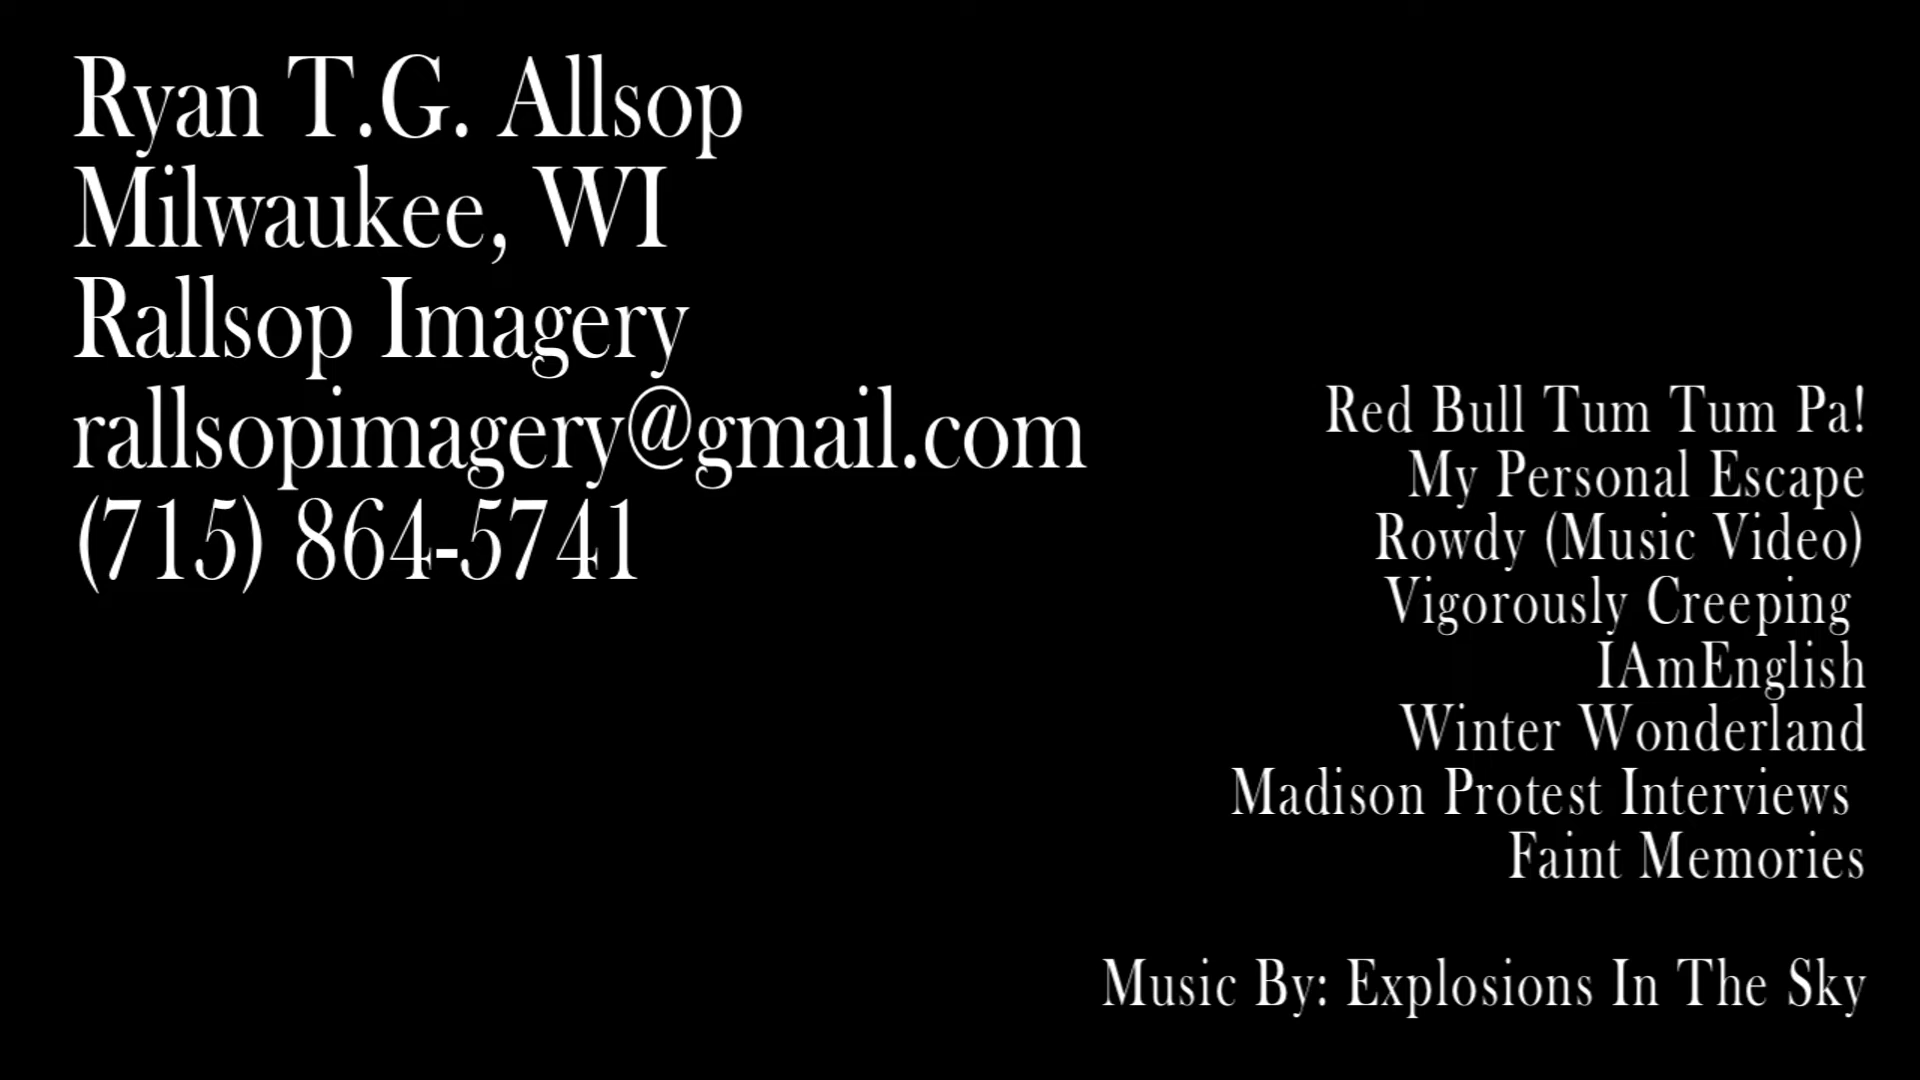 Ryan T.G. Allsop
Milwaukee, WI
Rallsop Imagery
rallsopimagery@gmail.com
(715) 864-5741
Red Bull Tum Tum Pa!
My Personal Escape
Rowdy (Music Video)
Vigorously Creeping
IAmEnglish
Winter Wonderland
Madison Protest Interviews
Faint Memories
Music By: Explosions In The Sky